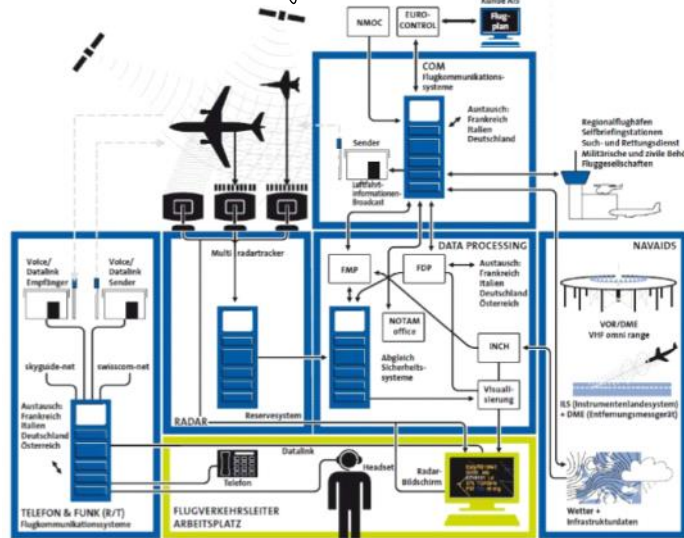 Kunde AIS
NMOC
EURO-
CONTROL
Flug-
plan
COM
Flugkommunikations-
systeme
Austausch:
Frankreich
Italien
Deutschland
Sender
Luftfahrt-
informationen-
Broadcast
Regionalflughäfen
Selfbriefingstationen
Such- und Rettungsdienst
Militärische und zivile Behö
Fluggesellschaften
Voice/
Datalink
Empfänger
Voice/
Datalink
Sender
skyguide-net
swisscom-net
Austausch:
Frankreich
Italien
Deutschland
Österreich
TELEFON & FUNK (R/T)
Flugkommunikationssysteme
Multi-radartracker
RADAR
Reservesystem
DATA PROCESSING
FMP
FDP
Austausch:
Frankreich
Italien
Deutschland
Österreich
NOTAM
office
INCH
Abgleich
Sicherheits-
systeme
Visuali-
sierung
NAVAIDS
VOR/DME
VHF omni range
ILS (Instrumentenlandesystem)
+ DME (Entfernungsmessgerät)
Wetter +
Infrastrukturdaten
Datalink
Telefon
Headset
Radar-
Bildschirm
FLUGVERKEHRSLEITER
ARBEITSPLATZ